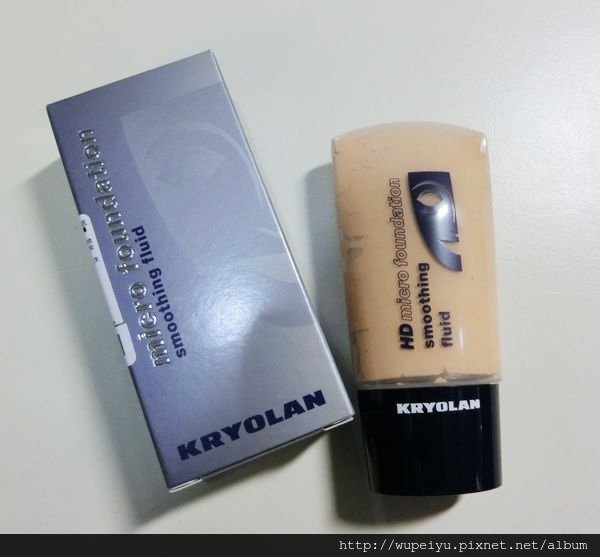 micro foundation
smoothing fluid
KRYOLAN
HD micro foundation
smoothing
fluid
KRYOLAN
http://wupeiyu.pixnet.net/album